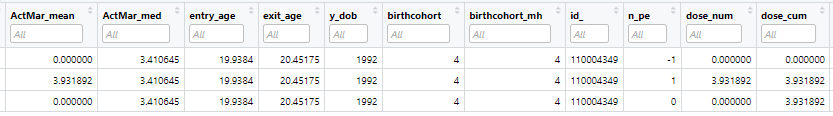 ActMar_mean ActMar_med entry_age exit_age y_dob birthcohort birthcohort_mh id_ n_pe dose_num dose_cum
All All All All All All All All All All All
0.000000 3.410645 19.9384 20.45175 1992 4 4 110004349 -1 0.000000 0.000000
3.931892 3.410645 19.9384 20.45175 1992 4 4 110004349 1 3.931892 3.931892
0.000000 3.410645 19.9384 20.45175 1992 4 4 110004349 0 0.000000 3.931892